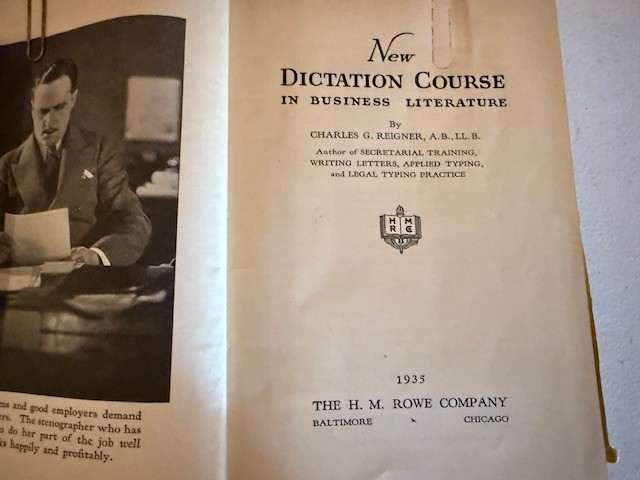 ms and good employers demand
ers. The stenographer who has
o do her part of the job well
ks happily and profitably.
New
DICTATION COURSE
IN BUSINESS LITERATURE
By
CHARLES G. REIGNER, A.B., LL.B.
Author of SECRETARIAL TRAINING,
WRITING LETTERS, APPLIED TYPING,
and LEGAL TYPING PRACTICE
H M
R C
1935
THE H. M. ROWE COMPANY
BALTIMORE CHICAGO